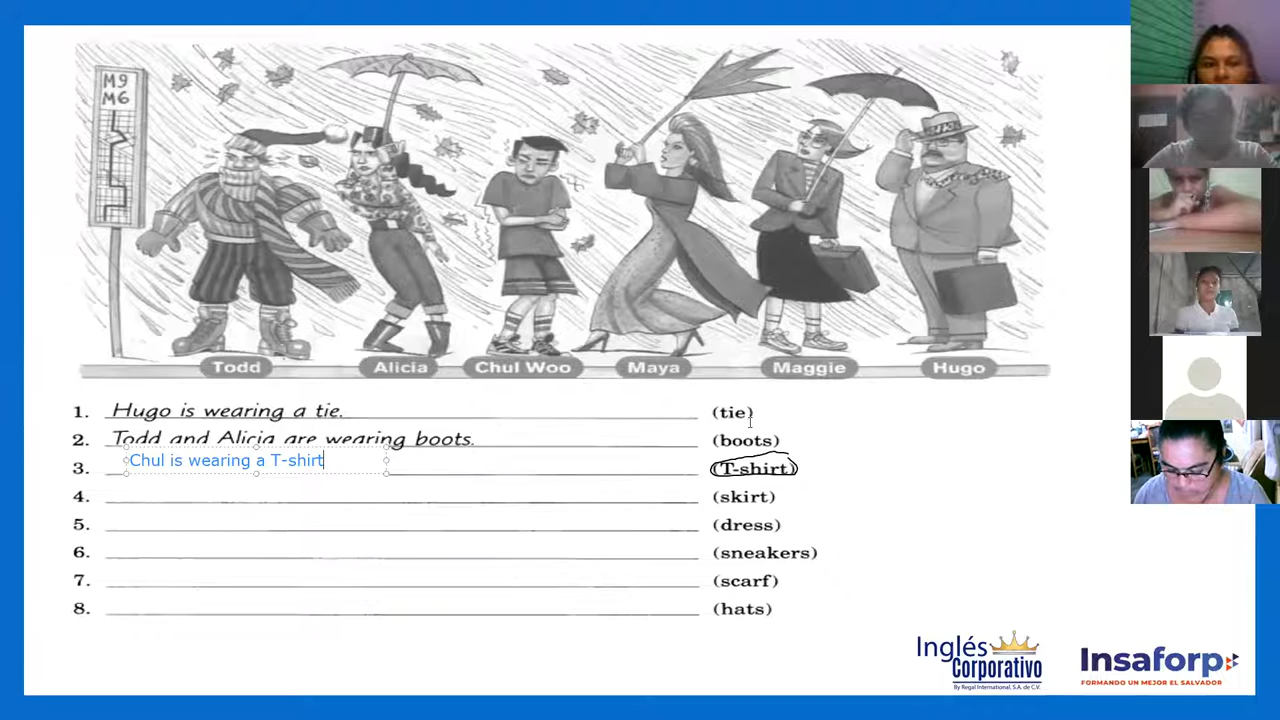 M9
M6
Todd
Alicia
Chul Woo
Maya
Maggie
Hugo
1. Hugo is wearing a tie. (tie)
2. Todd and Alicia are wearing boots. (boots)
3. Chul is wearing a T-shirt (T-shirt)
4. (skirt)
5. (dress)
6. (sneakers)
7. (scarf)
8. (hats)
Inglés
Corporativo
By Regal International, S.A. de C.V.
Insaforp
FORMANDO UN MEJOR EL SALVADOR